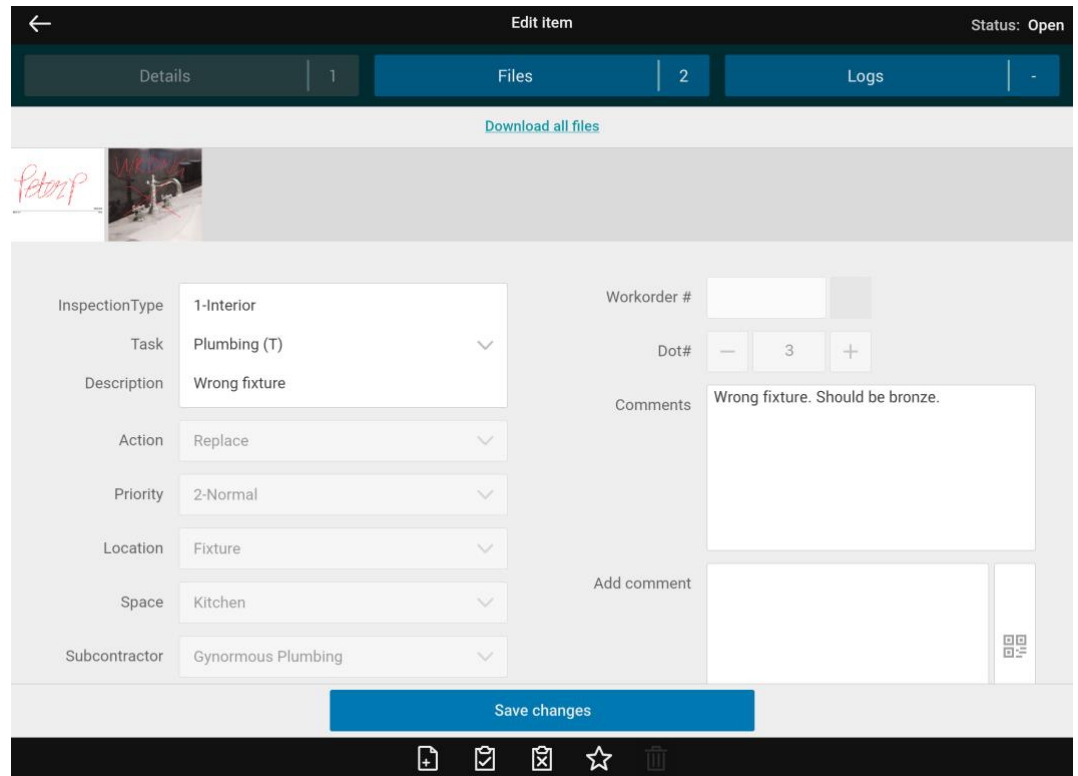 Edit item
Status: Open
Details 1
Files 2
Logs -
Download all files
PeterP
InspectionType 1-Interior
Task Plumbing (T)
Description Wrong fixture
Action Replace
Priority 2-Normal
Location Fixture
Space Kitchen
Subcontractor Gynormous Plumbing
Workorder #
Dot# 3
Comments Wrong fixture. Should be bronze.
Add comment
Save changes